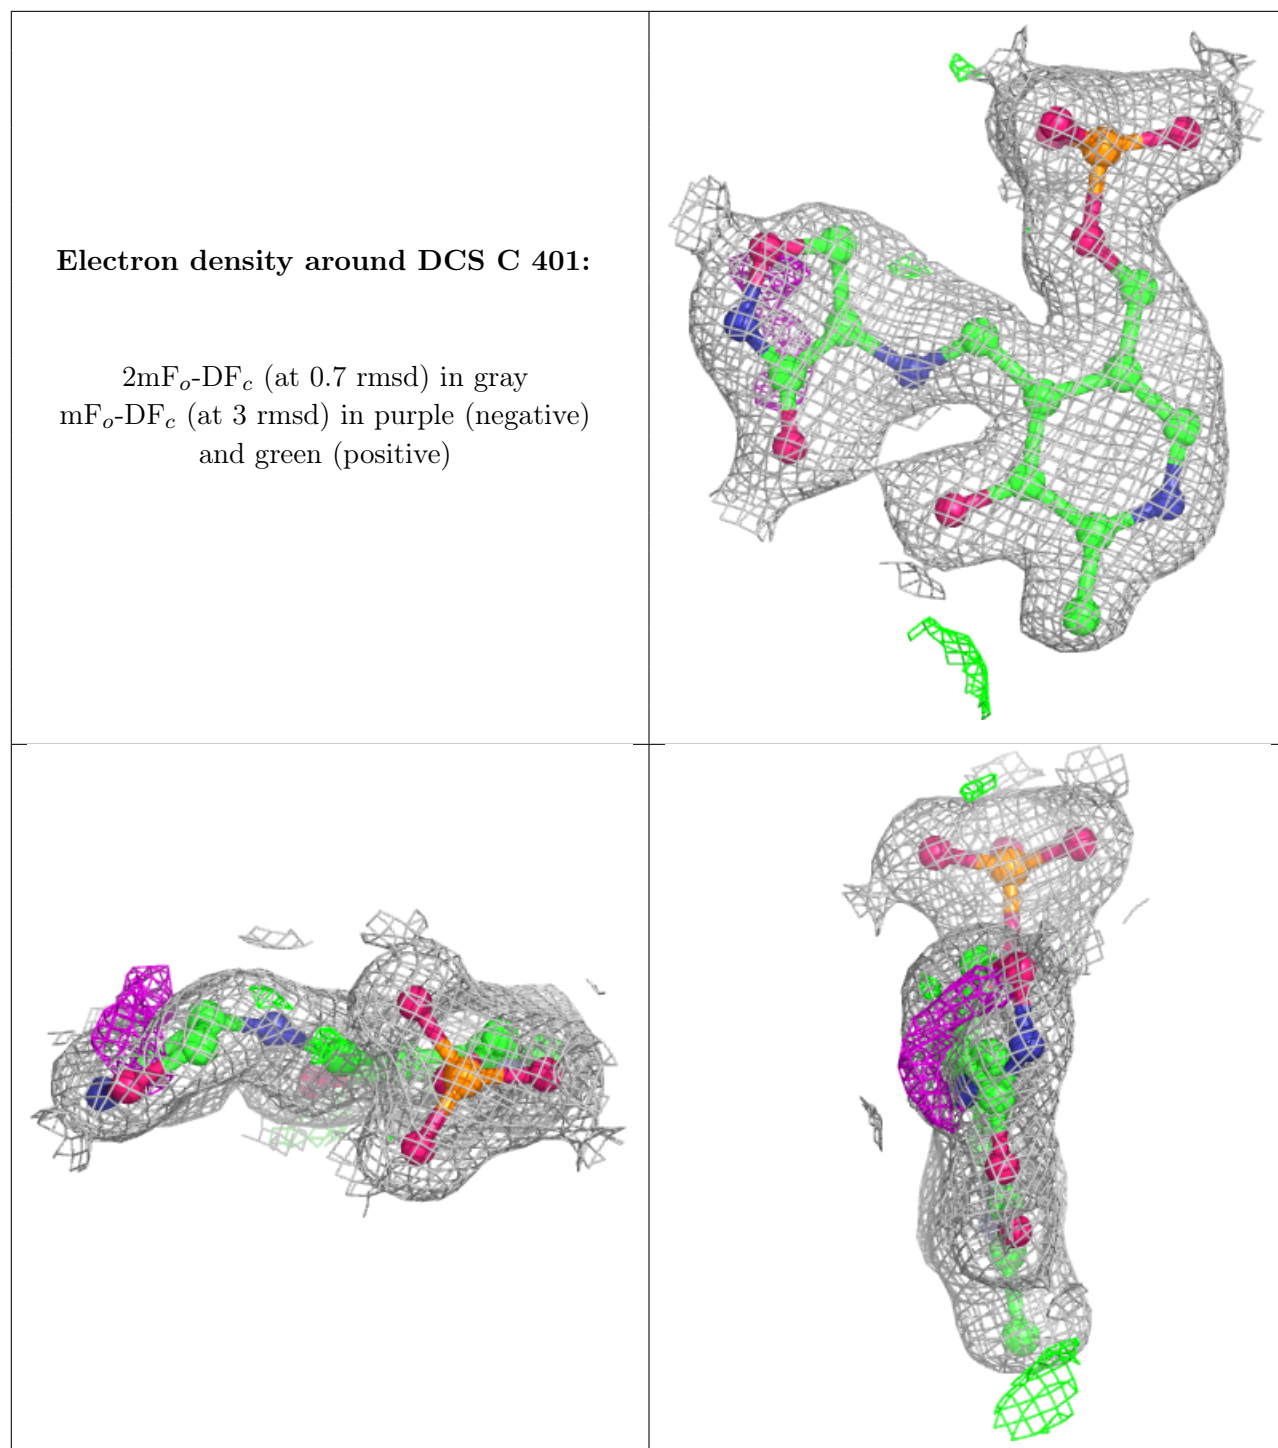 Electron density around DCS C 401:
2mFₒ-DF𝒸 (at 0.7 rmsd) in gray
mFₒ-DF𝒸 (at 3 rmsd) in purple (negative)
and green (positive)